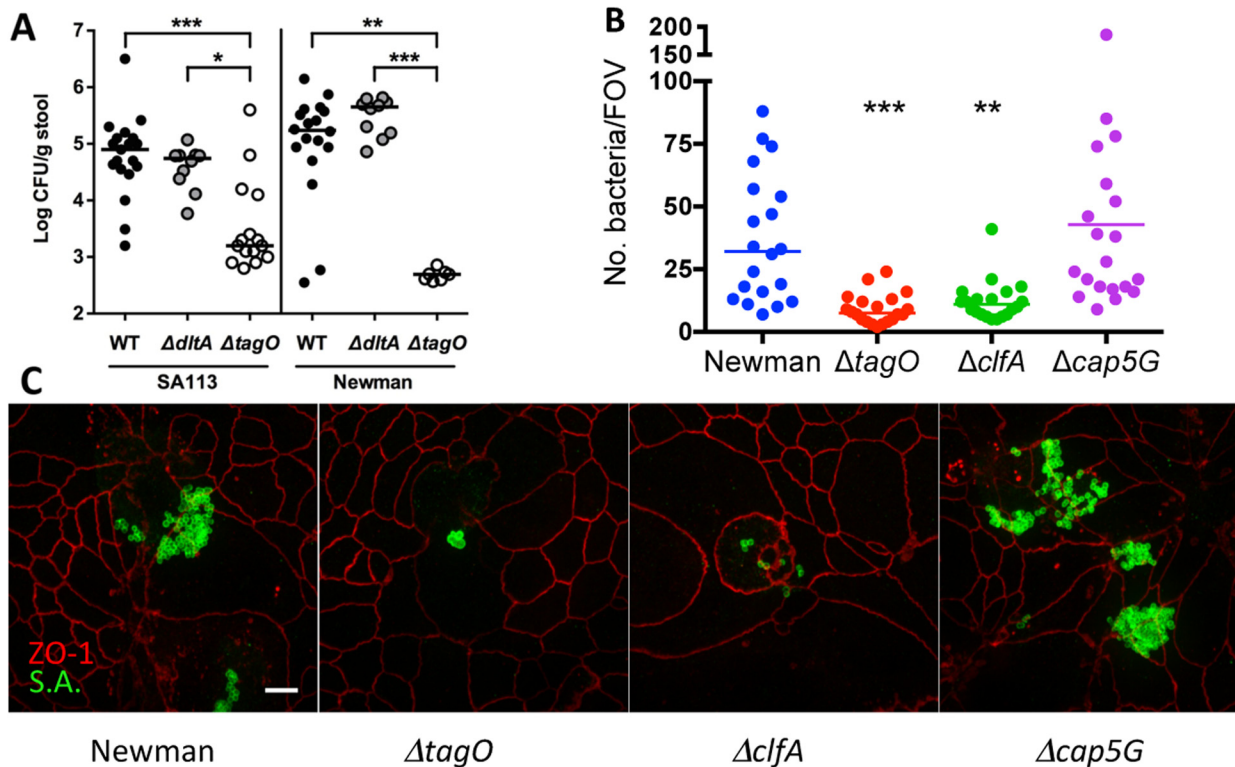 A
Log CFU/g stool
7
6
5
4
3
2
***
*
**
***
WT ΔdltA ΔtagO WT ΔdltA ΔtagO
SA113 Newman
B
No. bacteria/FOV
200
150
100
75
50
25
0
*** **
Newman ΔtagO ΔclfA Δcap5G
C
ZO-1
S.A.
Newman ΔtagO ΔclfA Δcap5G